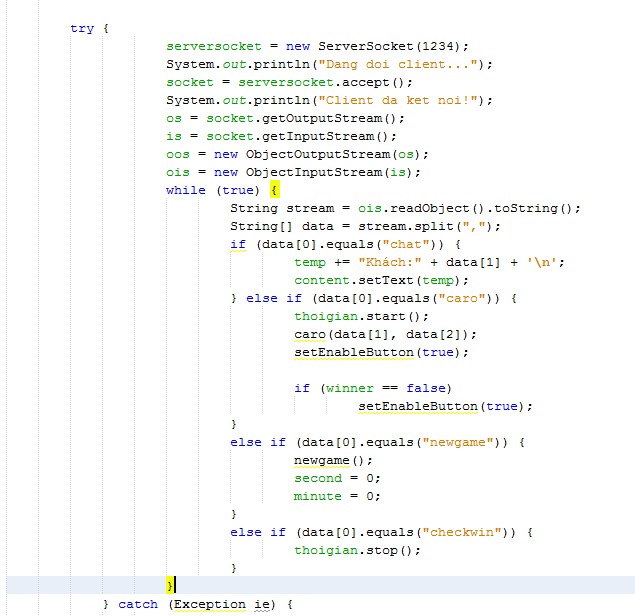 try {
serversocket = new ServerSocket(1234);
System.out.println("Dang doi client...");
socket = serversocket.accept();
System.out.println("Client da ket noi!");
os = socket.getOutputStream();
is = socket.getInputStream();
oos = new ObjectOutputStream(os);
ois = new ObjectInputStream(is);
while (true) {
String stream = ois.readObject().toString();
String[] data = stream.split(",");
if (data[0].equals("chat")) {
temp += "Khách:" + data[1] + '\n';
content.setText(temp);
} else if (data[0].equals("caro")) {
thoigian.start();
caro(data[1], data[2]);
setEnableButton(true);
if (winner == false)
setEnableButton(true);
}
else if (data[0].equals("newgame")) {
newgame();
second = 0;
minute = 0;
}
else if (data[0].equals("checkwin")) {
thoigian.stop();
}
}
} catch (Exception ie) {